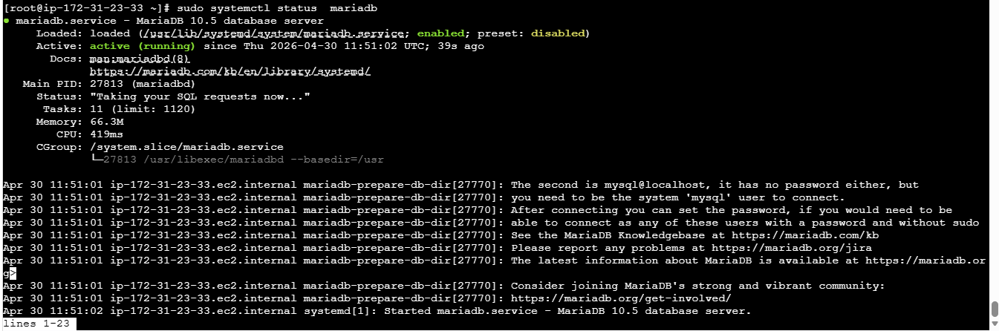 [root@ip-172-31-23-33 ~]# sudo systemctl status  mariadb
● mariadb.service - MariaDB 10.5 database server
     Loaded: loaded (/usr/lib/systemd/system/mariadb.service; enabled; preset: disabled)
     Active: active (running) since Thu 2026-04-30 11:51:02 UTC; 39s ago
       Docs: man:mariadbd(8)
             https://mariadb.com/kb/en/library/systemd/
   Main PID: 27813 (mariadbd)
     Status: "Taking your SQL requests now..."
      Tasks: 11 (limit: 1120)
     Memory: 66.3M
        CPU: 419ms
     CGroup: /system.slice/mariadb.service
             └─27813 /usr/libexec/mariadbd --basedir=/usr

Apr 30 11:51:01 ip-172-31-23-33.ec2.internal mariadb-prepare-db-dir[27770]: The second is mysql@localhost, it has no password either, but
Apr 30 11:51:01 ip-172-31-23-33.ec2.internal mariadb-prepare-db-dir[27770]: you need to be the system 'mysql' user to connect.
Apr 30 11:51:01 ip-172-31-23-33.ec2.internal mariadb-prepare-db-dir[27770]: After connecting you can set the password, if you would need to be
Apr 30 11:51:01 ip-172-31-23-33.ec2.internal mariadb-prepare-db-dir[27770]: able to connect as any of these users with a password and without sudo
Apr 30 11:51:01 ip-172-31-23-33.ec2.internal mariadb-prepare-db-dir[27770]: See the MariaDB Knowledgebase at https://mariadb.com/kb
Apr 30 11:51:01 ip-172-31-23-33.ec2.internal mariadb-prepare-db-dir[27770]: Please report any problems at https://mariadb.org/jira
Apr 30 11:51:01 ip-172-31-23-33.ec2.internal mariadb-prepare-db-dir[27770]: The latest information about MariaDB is available at https://mariadb.or
g>
Apr 30 11:51:01 ip-172-31-23-33.ec2.internal mariadb-prepare-db-dir[27770]: Consider joining MariaDB's strong and vibrant community:
Apr 30 11:51:01 ip-172-31-23-33.ec2.internal mariadb-prepare-db-dir[27770]: https://mariadb.org/get-involved/
Apr 30 11:51:02 ip-172-31-23-33.ec2.internal systemd[1]: Started mariadb.service - MariaDB 10.5 database server.
lines 1-23